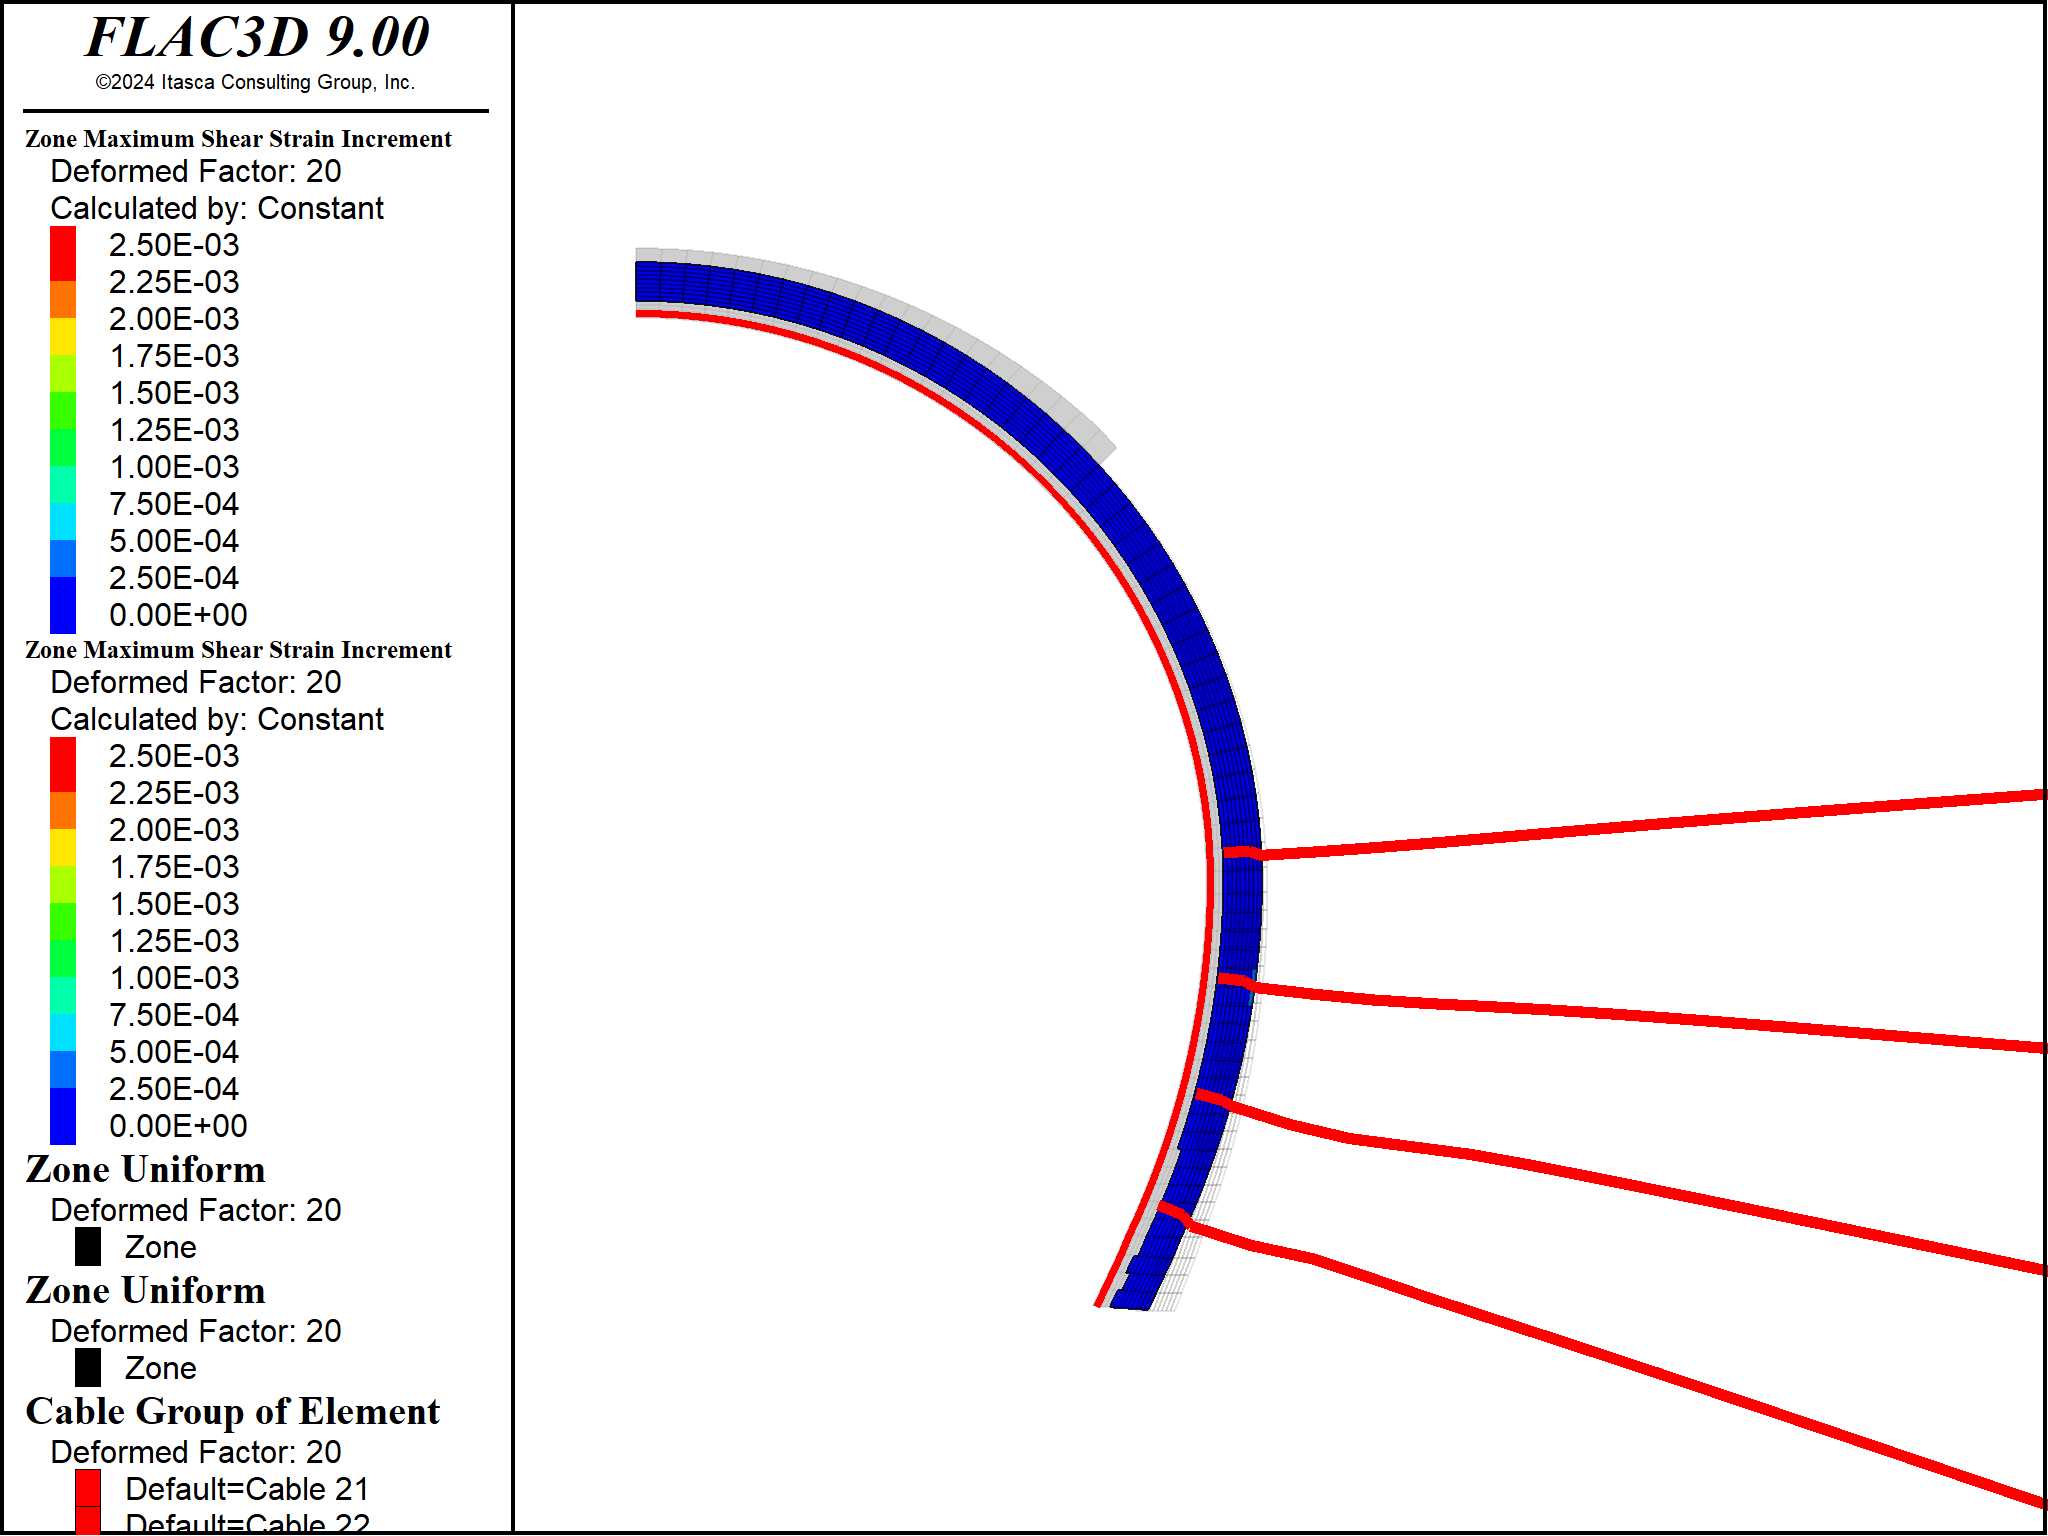 FLAC3D 9.00
©2024 Itasca Consulting Group, Inc.
Zone Maximum Shear Strain Increment
Deformed Factor: 20
Calculated by: Constant
2.50E-03
2.25E-03
2.00E-03
1.75E-03
1.50E-03
1.25E-03
1.00E-03
7.50E-04
5.00E-04
2.50E-04
0.00E+00
Zone Maximum Shear Strain Increment
Deformed Factor: 20
Calculated by: Constant
2.50E-03
2.25E-03
2.00E-03
1.75E-03
1.50E-03
1.25E-03
1.00E-03
7.50E-04
5.00E-04
2.50E-04
0.00E+00
Zone Uniform
Deformed Factor: 20
Zone
Zone Uniform
Deformed Factor: 20
Zone
Cable Group of Element
Deformed Factor: 20
Default=Cable 21
Default=Cable 22